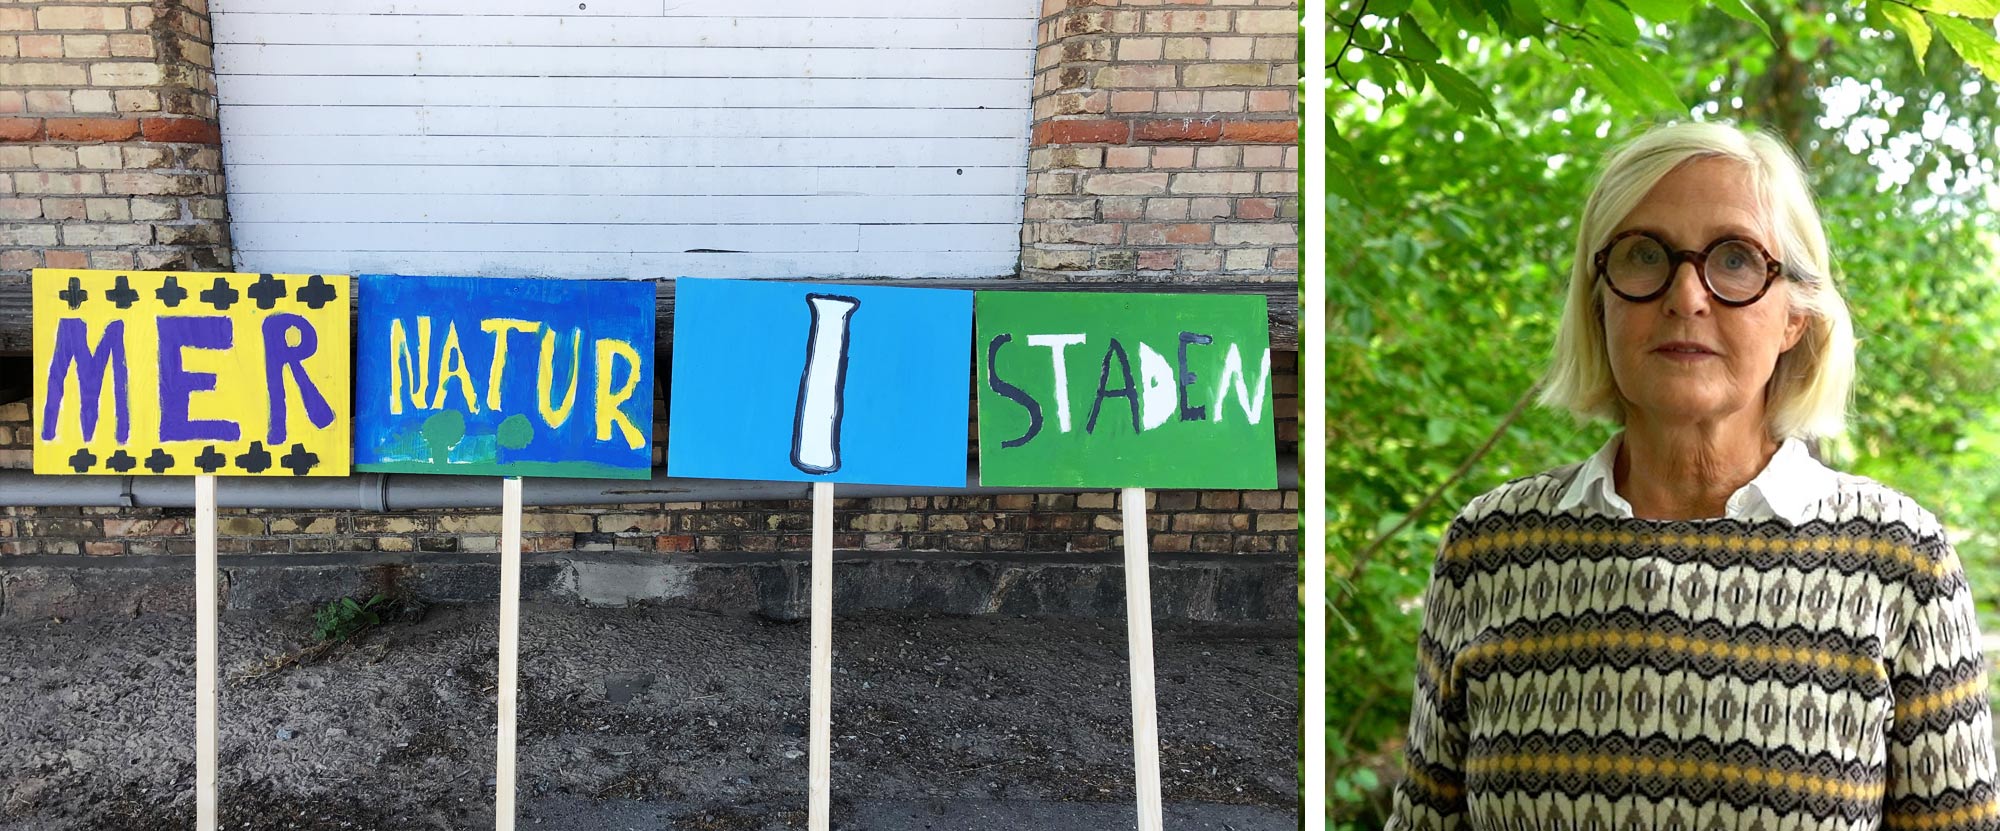 MER NATUR I STADEN